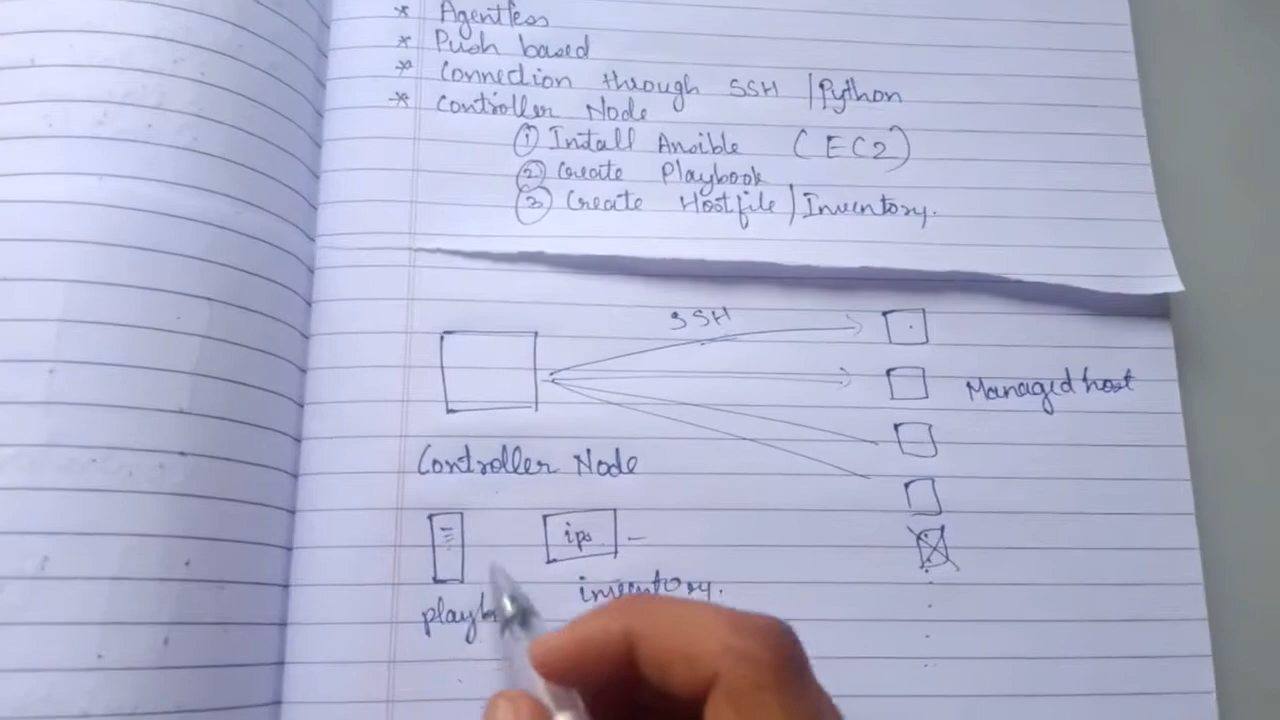 * Agentless
* Push based
* Connection through SSH | Python
* Controller Node
① Install Ansible (EC2)
② Create Playbook
③ Create Hostfile | Inventory.
SSH
Managed host
Controller Node
ips
inventory.